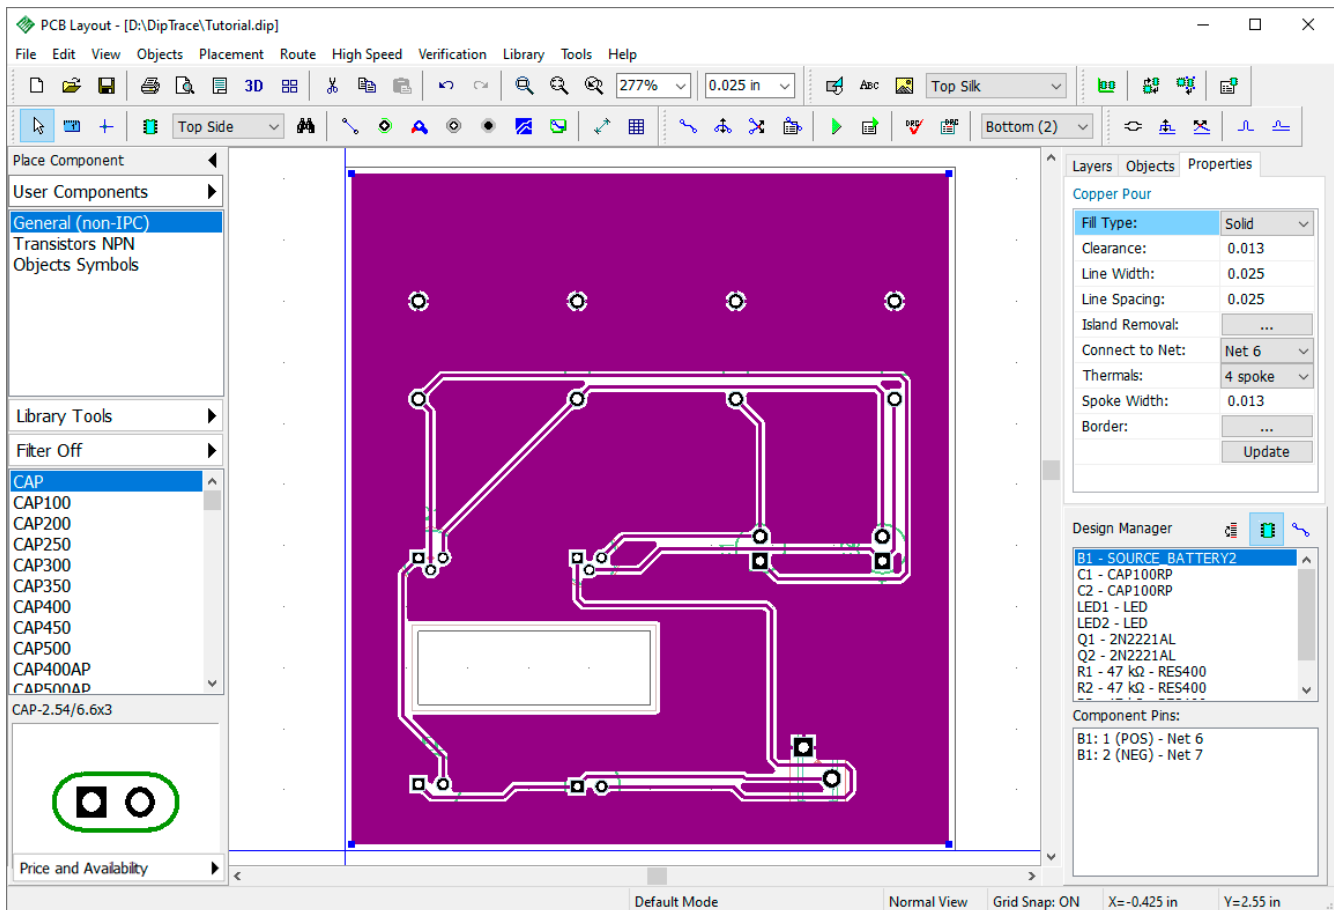 PCB Layout - [D:\DipTrace\Tutorial.dip]
File Edit View Objects Placement Route High Speed Verification Library Tools Help
3D 277% 0.025 in ABC Top Silk
Top Side DRC DRC Bottom (2)
Place Component
User Components
General (non-IPC)
Transistors NPN
Objects Symbols
Library Tools
Filter Off
CAP
CAP100
CAP200
CAP250
CAP300
CAP350
CAP400
CAP450
CAP500
CAP400AP
CAP500AP
CAP-2.54/6.6x3
Price and Availability
Layers Objects Properties
Copper Pour
Fill Type: Solid
Clearance: 0.013
Line Width: 0.025
Line Spacing: 0.025
Island Removal: ...
Connect to Net: Net 6
Thermals: 4 spoke
Spoke Width: 0.013
Border: ...
Update
Design Manager
B1 - SOURCE_BATTERY2
C1 - CAP100RP
C2 - CAP100RP
LED1 - LED
LED2 - LED
Q1 - 2N2221AL
Q2 - 2N2221AL
R1 - 47 kΩ - RES400
R2 - 47 kΩ - RES400
Component Pins:
B1: 1 (POS) - Net 6
B1: 2 (NEG) - Net 7
Default Mode Normal View Grid Snap: ON X=-0.425 in Y=2.55 in